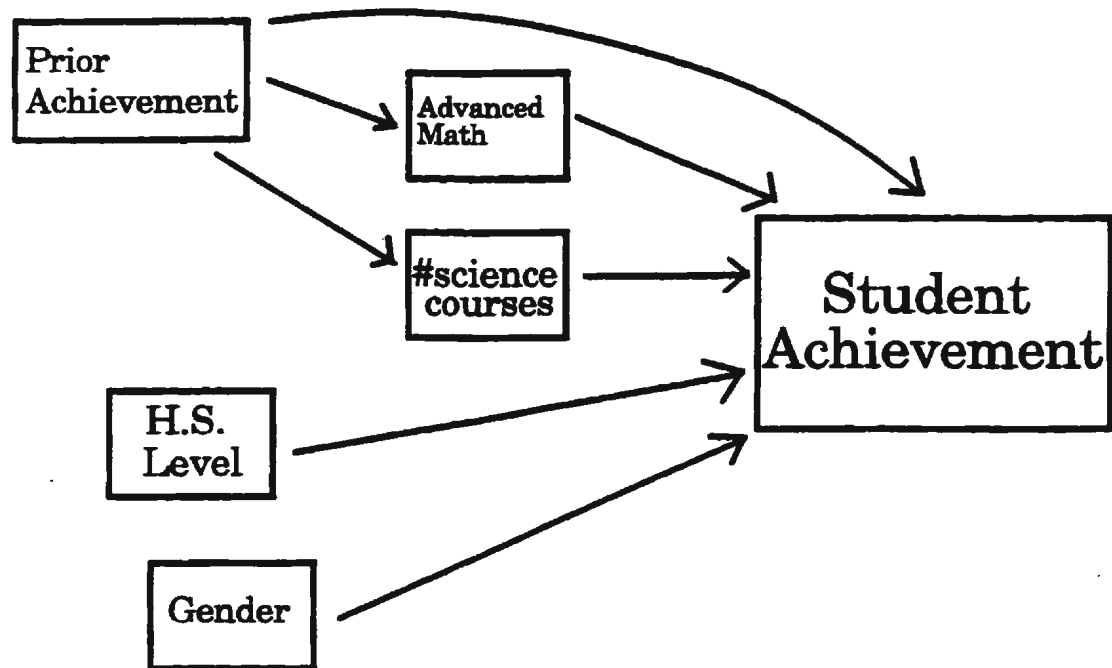 Prior
Achievement
Advanced
Math
#science
courses
Student
Achievement
H.S.
Level
Gender